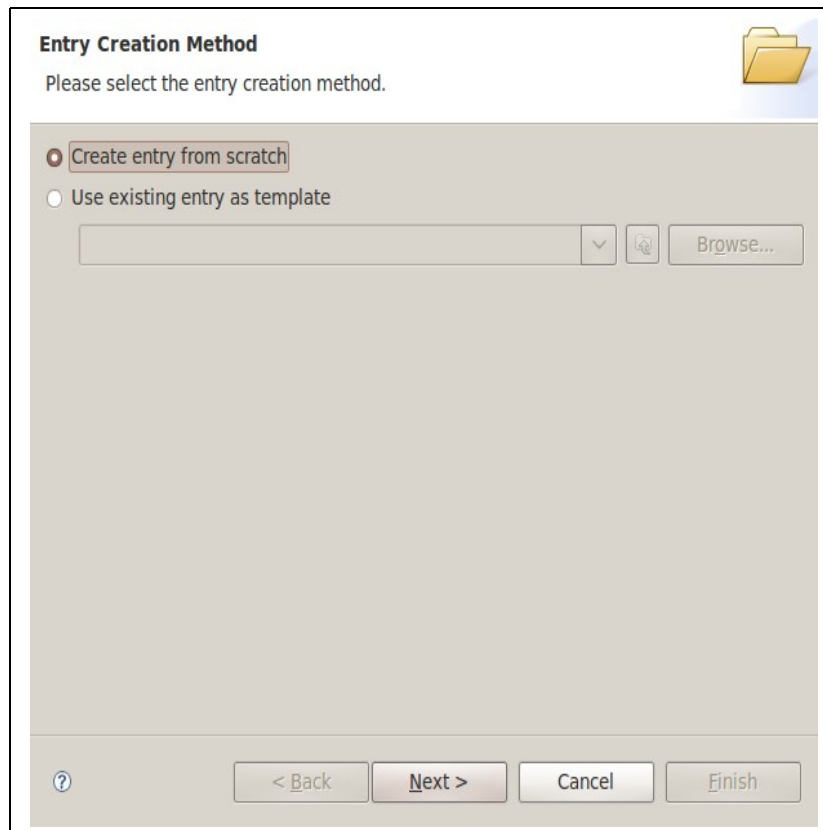 Entry Creation Method
Please select the entry creation method.
Create entry from scratch
Use existing entry as template
Browse...
? < Back Next > Cancel Finish